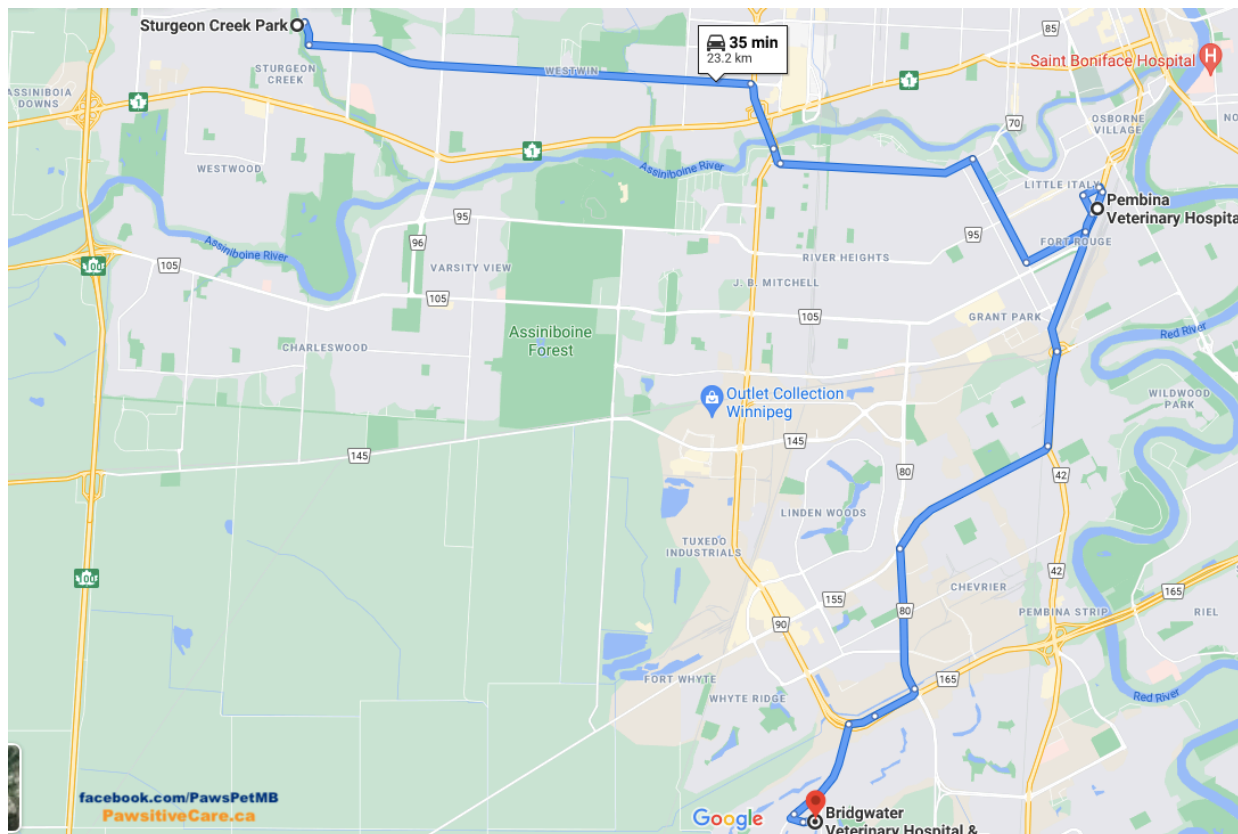 Sturgeon Creek Park
35 min
23.2 km
85
Saint Boniface Hospital
H
STURGEON
CREEK
WESTWIN
1
ASSINIBOIA
DOWNS
1
70
OSBORNE
VILLAGE
NO
1
WESTWOOD
Assiniboine River
LITTLE ITALY
Pembina
Veterinary Hospita
95
96
Assiniboine River
95
FORT ROUGE
RIVER HEIGHTS
105
VARSITY VIEW
J. B. MITCHELL
105
105
GRANT PARK
Assiniboine
Forest
Red River
CHARLESWOOD
Outlet Collection
Winnipeg
WILDWOOD
PARK
145
145
80
42
LINDEN WOODS
TUXEDO
INDUSTRIALS
42
CHEVRIER
165
155
80
PEMBINA STRIP
RIEL
90
FORT WHYTE
165
WHYTE RIDGE
Red River
facebook.com/PawsPetMB
PawsitiveCare.ca
Google
Bridgwater
Veterinary Hospital &